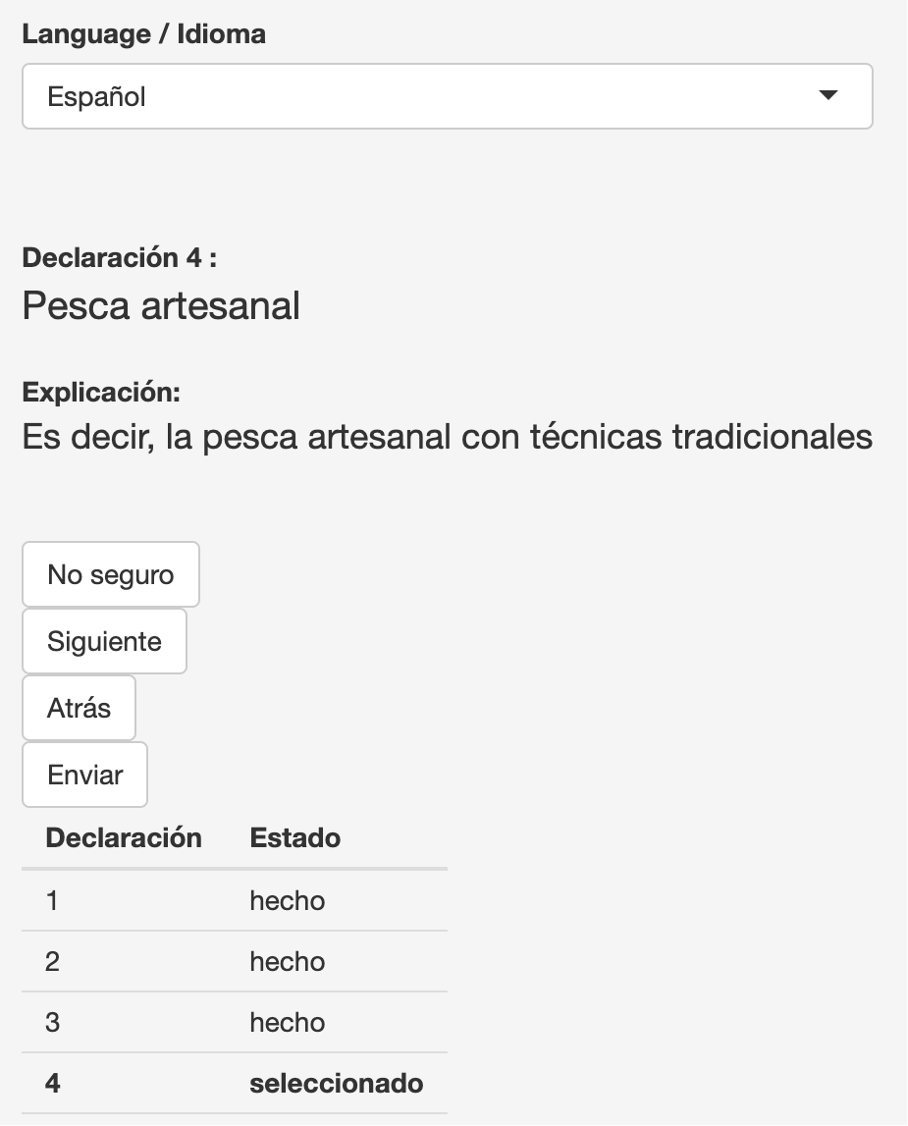 Language / Idioma
Español
Declaración 4 :
Pesca artesanal
Explicación:
Es decir, la pesca artesanal con técnicas tradicionales
No seguro
Siguiente
Atrás
Enviar
Declaración Estado
1 hecho
2 hecho
3 hecho
4 seleccionado